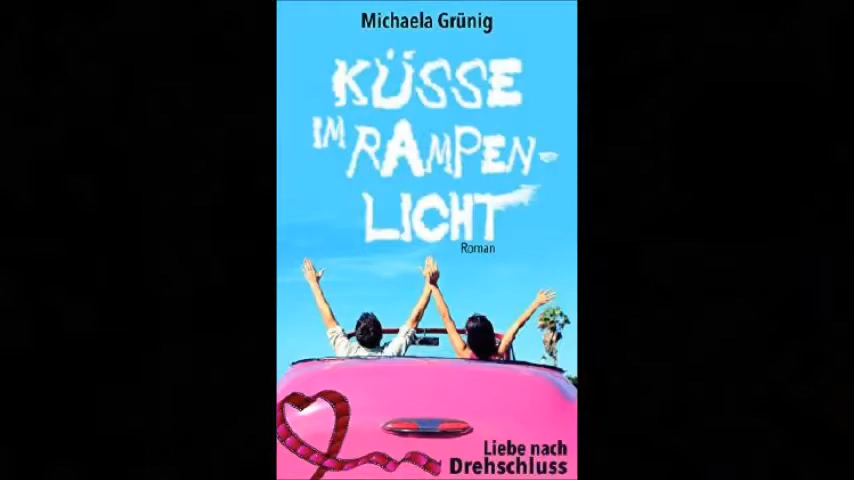 Michaela Grünig
KÜSSE
IM RAMPEN-
LICHT
Roman
Liebe nach
Drehschluss